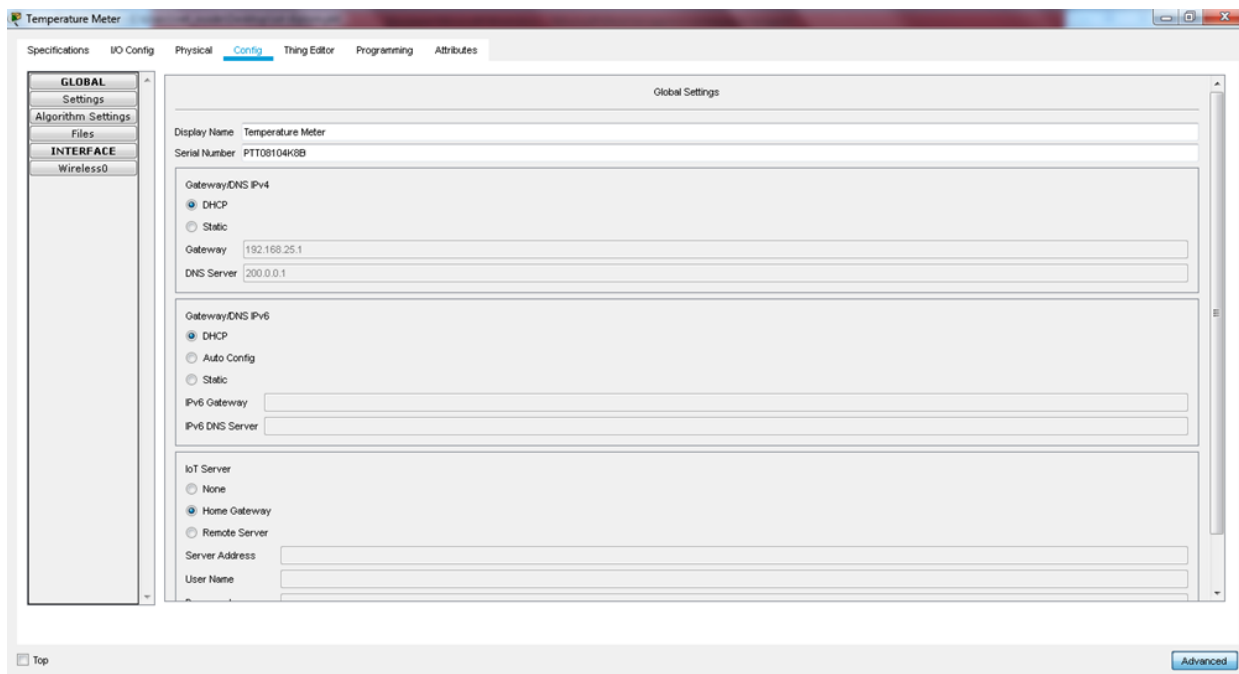 Temperature Meter
Specifications I/O Config Physical Config Thing Editor Programming Attributes
GLOBAL
Settings
Algorithm Settings
Files
INTERFACE
Wireless0
Global Settings
Display Name Temperature Meter
Serial Number PTT08104K8B
Gateway/DNS IPv4
DHCP
Static
Gateway 192.168.25.1
DNS Server 200.0.0.1
Gateway/DNS IPv6
DHCP
Auto Config
Static
IPv6 Gateway
IPv6 DNS Server
IoT Server
None
Home Gateway
Remote Server
Server Address
User Name
Top
Advanced